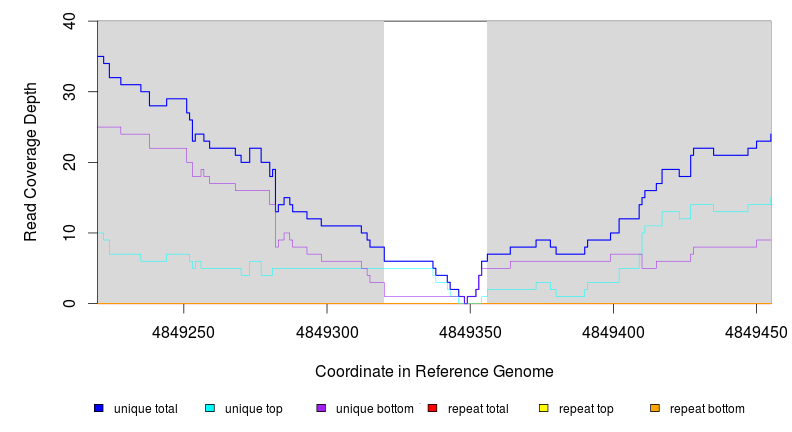 40
30
20
10
0
Read Coverage Depth
4849250 4849300 4849350 4849400 4849450
Coordinate in Reference Genome
unique total unique top unique bottom repeat total repeat top repeat bottom